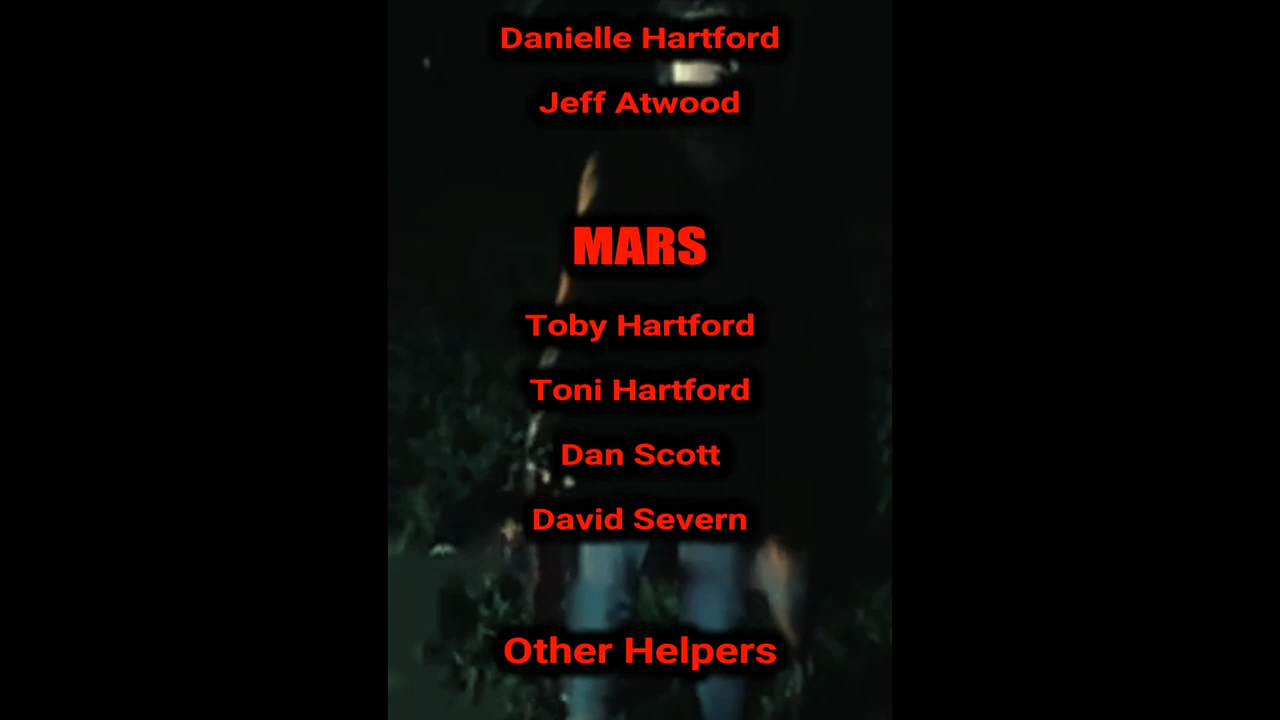 Danielle Hartford
Jeff Atwood
MARS
Toby Hartford
Toni Hartford
Dan Scott
David Severn
Other Helpers